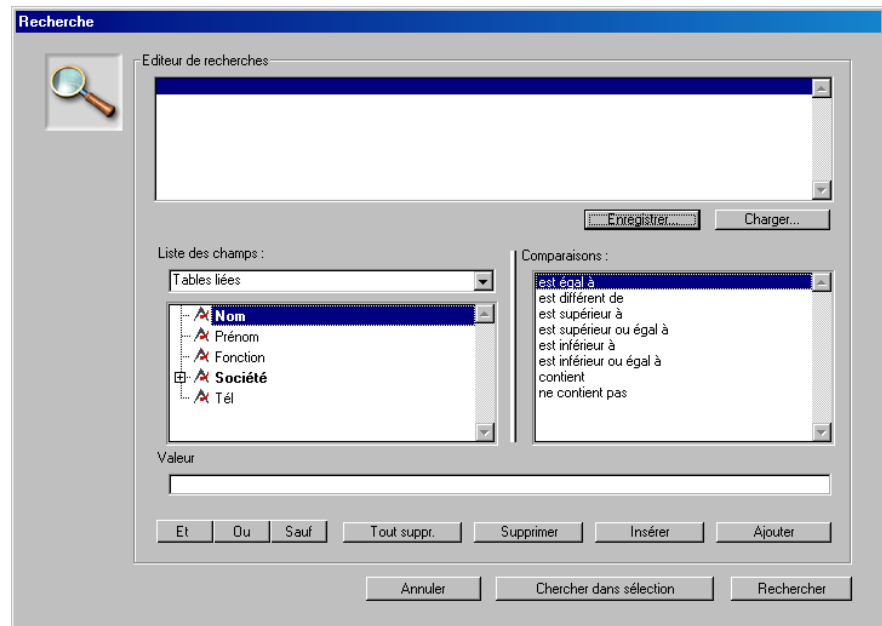 Recherche
Editeur de recherches
Enregistrer...
Charger...
Liste des champs :
Tables liées
Nom
Prénom
Fonction
Société
Tél
Comparaisons :
est égal à
est différent de
est supérieur à
est supérieur ou égal à
est inférieur à
est inférieur ou égal à
contient
ne contient pas
Valeur
Et
Ou
Sauf
Tout suppr.
Supprimer
Insérer
Ajouter
Annuler
Chercher dans sélection
Rechercher